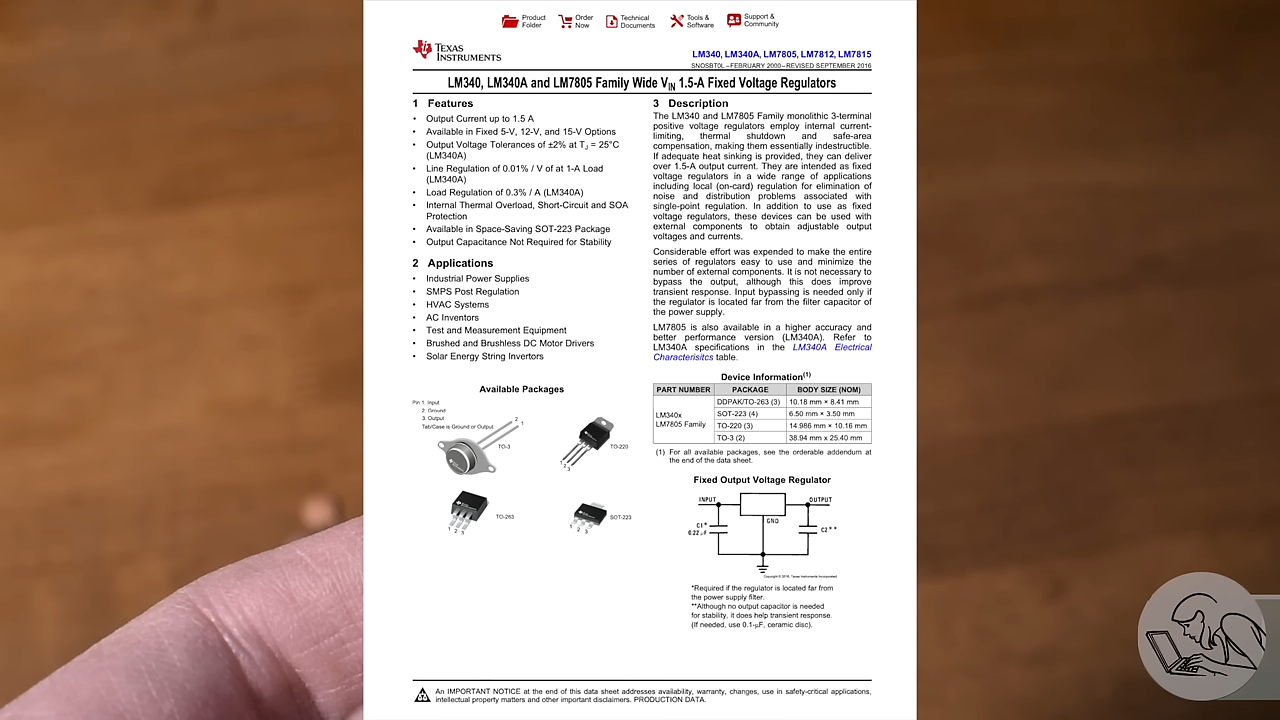 Product
Folder
Order
Now
Technical
Documents
Tools &
Software
Support &
Community
TEXAS
INSTRUMENTS
LM340, LM340A, LM7805, LM7812, LM7815
SNOSBT0L –FEBRUARY 2000–REVISED SEPTEMBER 2016
LM340, LM340A and LM7805 Family Wide VIN 1.5-A Fixed Voltage Regulators
1 Features
• Output Current up to 1.5 A
• Available in Fixed 5-V, 12-V, and 15-V Options
• Output Voltage Tolerances of ±2% at TJ = 25°C
(LM340A)
• Line Regulation of 0.01% / V of at 1-A Load
(LM340A)
• Load Regulation of 0.3% / A (LM340A)
• Internal Thermal Overload, Short-Circuit and SOA
Protection
• Available in Space-Saving SOT-223 Package
• Output Capacitance Not Required for Stability
2 Applications
• Industrial Power Supplies
• SMPS Post Regulation
• HVAC Systems
• AC Inventors
• Test and Measurement Equipment
• Brushed and Brushless DC Motor Drivers
• Solar Energy String Invertors
Available Packages
Pin 1. Input
2. Ground
3. Output
Tab/Case is Ground or Output
2
1
TO-3
TO-220
1
2
3
TO-263
1 2 3
SOT-223
1 2 3
3 Description
The LM340 and LM7805 Family monolithic 3-terminal
positive voltage regulators employ internal current-
limiting, thermal shutdown and safe-area
compensation, making them essentially indestructible.
If adequate heat sinking is provided, they can deliver
over 1.5-A output current. They are intended as fixed
voltage regulators in a wide range of applications
including local (on-card) regulation for elimination of
noise and distribution problems associated with
single-point regulation. In addition to use as fixed
voltage regulators, these devices can be used with
external components to obtain adjustable output
voltages and currents.
Considerable effort was expended to make the entire
series of regulators easy to use and minimize the
number of external components. It is not necessary to
bypass the output, although this does improve
transient response. Input bypassing is needed only if
the regulator is located far from the filter capacitor of
the power supply.
LM7805 is also available in a higher accuracy and
better performance version (LM340A). Refer to
LM340A specifications in the LM340A Electrical
Characterisitcs table.
Device Information(1)
PART NUMBER PACKAGE BODY SIZE (NOM)
LM340x
LM7805 Family
DDPAK/TO-263 (3) 10.18 mm × 8.41 mm
SOT-223 (4) 6.50 mm × 3.50 mm
TO-220 (3) 14.986 mm × 10.16 mm
TO-3 (2) 38.94 mm x 25.40 mm
(1) For all available packages, see the orderable addendum at
the end of the data sheet.
Fixed Output Voltage Regulator
INPUT
OUTPUT
GND
C1*
0.22 µF
C2**
Copyright © 2016, Texas Instruments Incorporated
*Required if the regulator is located far from
the power supply filter.
**Although no output capacitor is needed
for stability, it does help transient response.
(If needed, use 0.1-µF, ceramic disc).
An IMPORTANT NOTICE at the end of this data sheet addresses availability, warranty, changes, use in safety-critical applications,
intellectual property matters and other important disclaimers. PRODUCTION DATA.